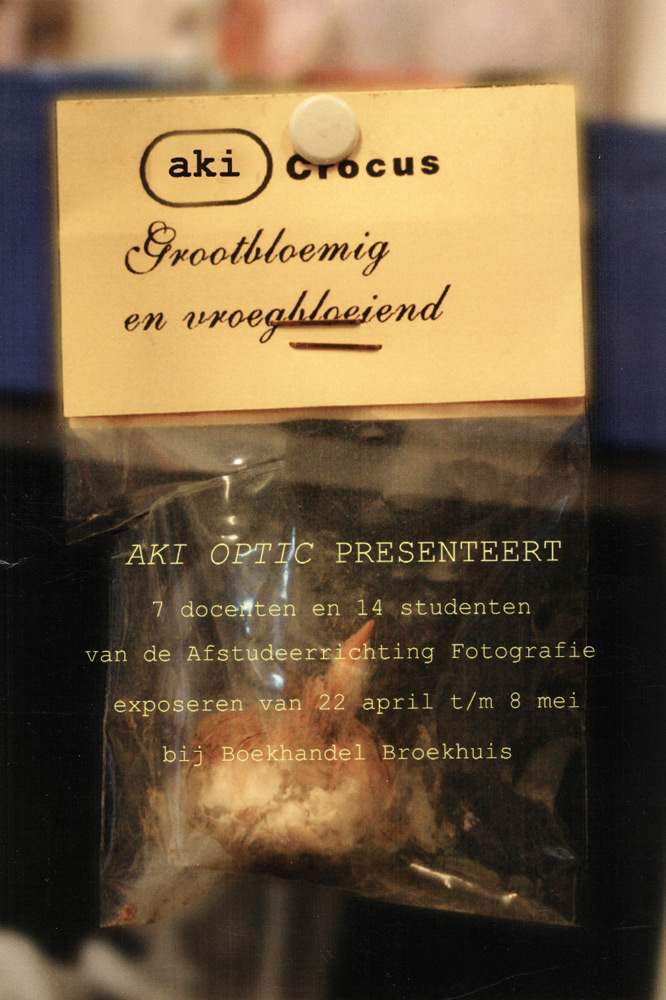 aki Crocus
Grootbloemig
en vroegbloeiend
AKI OPTIC PRESENTEERT
7 docenten en 14 studenten
van de Afstudeerrichting Fotografie
exposeren van 22 april t/m 8 mei
bij Boekhandel Broekhuis